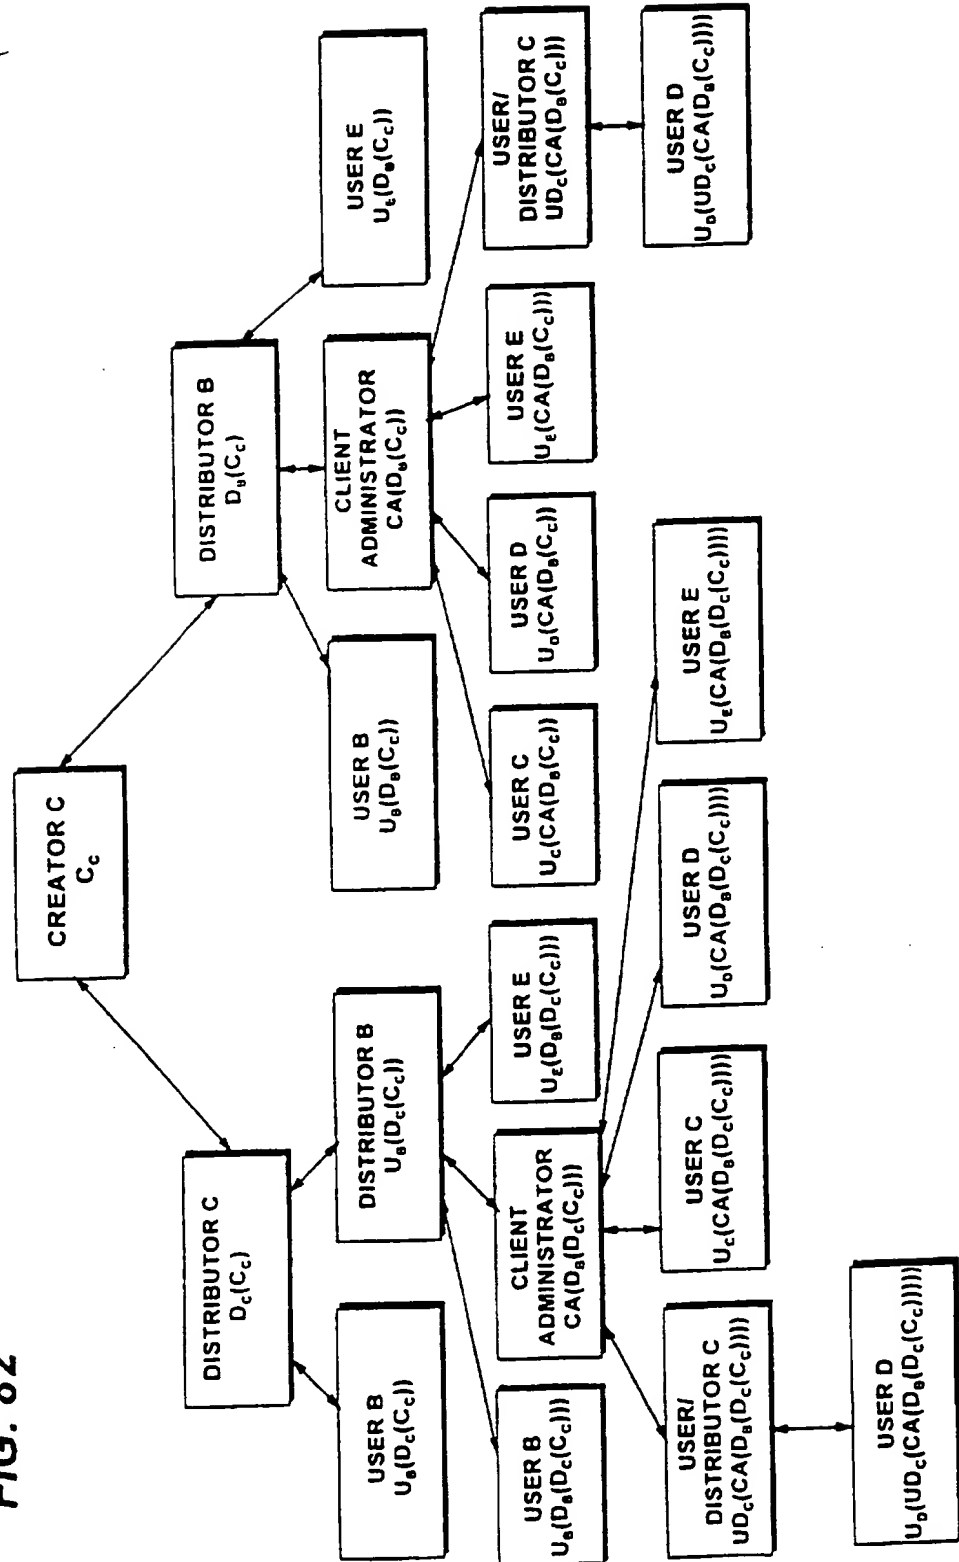 FIG. 82
CREATOR C
C_C
DISTRIBUTOR C
D_C(C_C)
DISTRIBUTOR B
D_B(C_C)
USER B
U_B(D_C(C_C))
DISTRIBUTOR B
U_B(D_C(C_C))
USER B
U_B(D_B(C_C))
CLIENT
ADMINISTRATOR
CA(D_B(C_C))
USER E
U_E(D_B(C_C))
USER B
U_B(D_B(D_C(C_C)))
CLIENT
ADMINISTRATOR
CA(D_B(D_C(C_C)))
USER E
U_E(D_B(D_C(C_C)))
USER C
U_C(CA(D_B(C_C))
USER D
U_D(CA(D_B(C_C))
USER E
U_E(CA(D_B(C_C)))
USER/
DISTRIBUTOR C
UD_C(CA(D_B(C_C)))
USER/
DISTRIBUTOR C
UD_C(CA(D_B(D_C(C_C))))
USER C
U_C(CA(D_B(D_C(C_C))))
USER D
U_D(CA(D_B(D_C(C_C))))
USER E
U_E(CA(D_B(D_C(C_C))))
USER D
U_D(UD_C(CA(D_B(C_C))))
USER D
U_D(UD_C(CA(D_B(D_C(C_C)))))